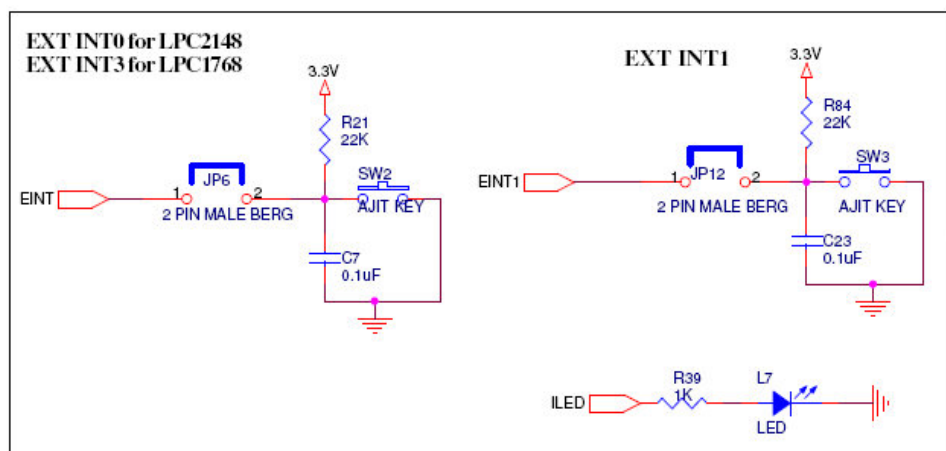 EXT INT0 for LPC2148
EXT INT3 for LPC1768
3.3V
R21
22K
JP6
SW2
EINT
1
2
2 PIN MALE BERG
AJIT KEY
C7
0.1uF
EXT INT1
3.3V
R84
22K
JP12
SW3
EINT1
1
2
2 PIN MALE BERG
AJIT KEY
C23
0.1uF
R39
1K
L7
ILED
LED